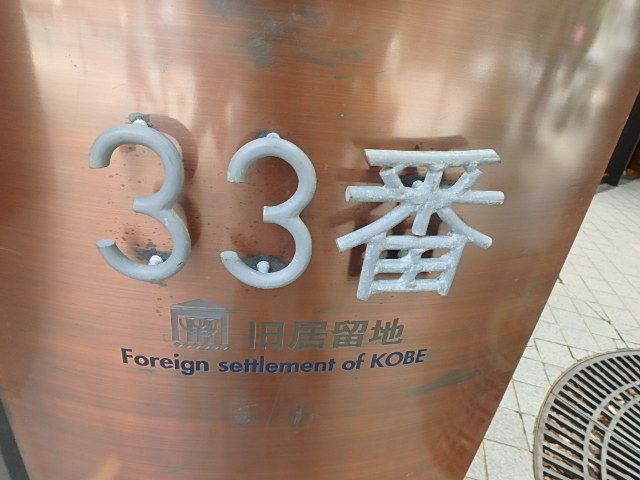 33番
旧居留地
Foreign settlement of KOBE